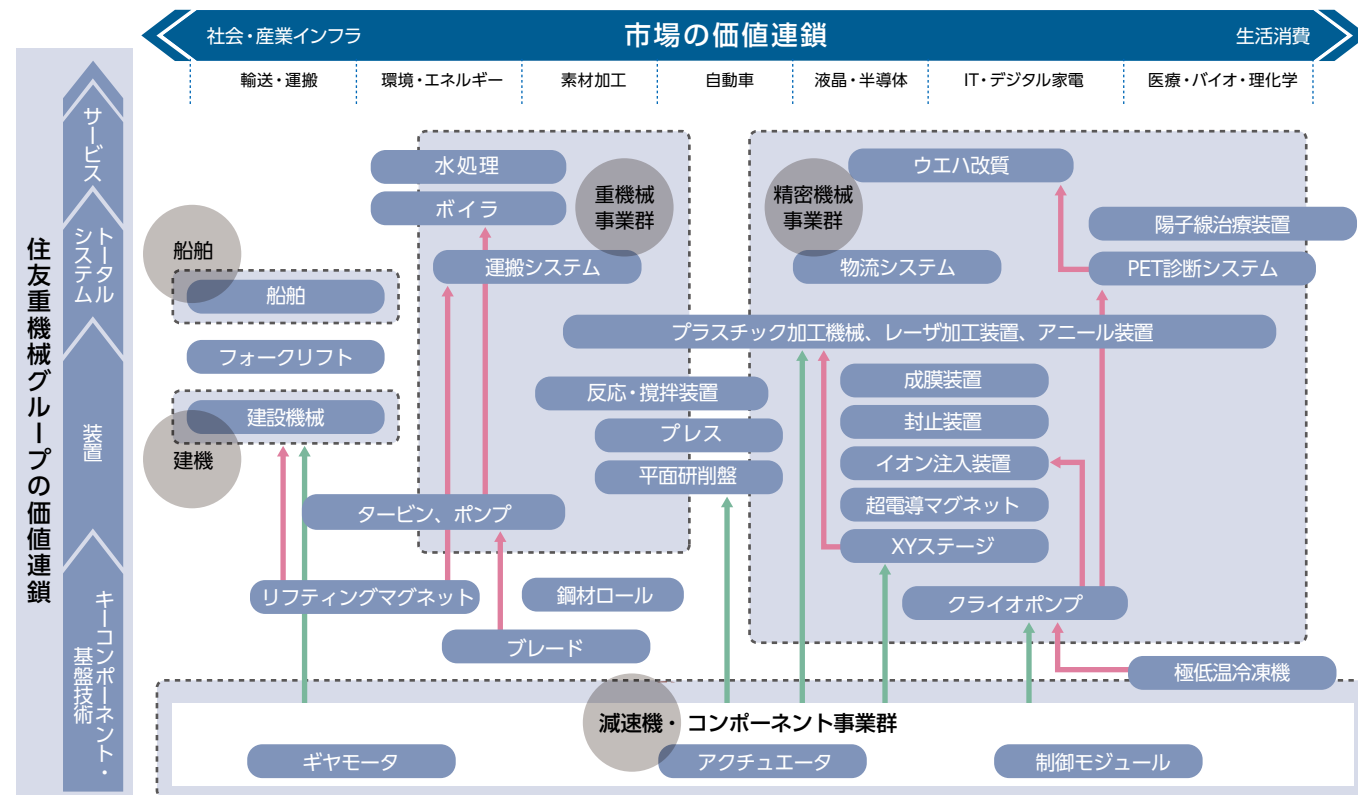 社会・産業インフラ
市場の価値連鎖
生活消費
輸送・運搬
環境・エネルギー
素材加工
自動車
液晶・半導体
IT・デジタル家電
医療・バイオ・理化学
住友重機械グループの価値連鎖
サービス
トータル
システム
装置
キーコンポーネント・
基盤技術
水処理
ボイラ
重機械
事業群
運搬システム
船舶
船舶
フォークリフト
建設機械
建機
精密機械
事業群
ウエハ改質
陽子線治療装置
物流システム
PET診断システム
プラスチック加工機械、レーザ加工装置、アニール装置
反応・撹拌装置
プレス
平面研削盤
成膜装置
封止装置
イオン注入装置
超電導マグネット
XYステージ
タービン、ポンプ
リフティングマグネット
鋼材ロール
クライオポンプ
ブレード
極低温冷凍機
減速機・コンポーネント事業群
ギヤモータ
アクチュエータ
制御モジュール